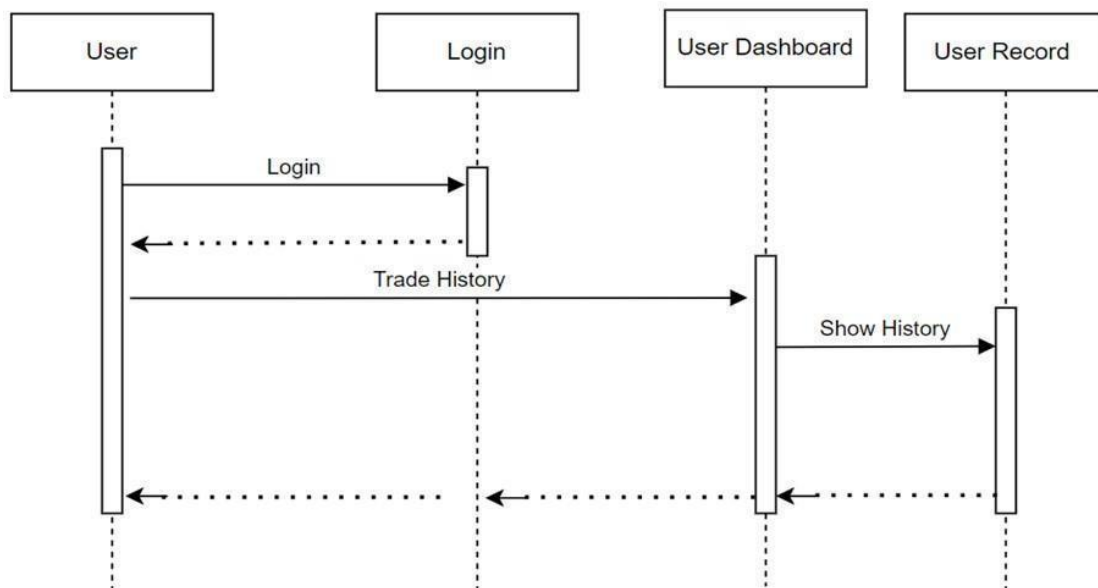 User
Login
User Dashboard
User Record
Login
Trade History
Show History